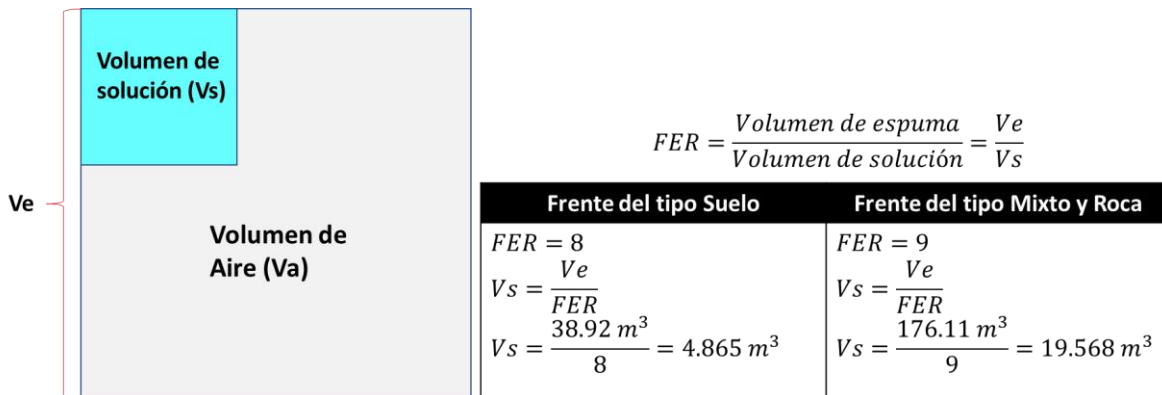 Volumen de
solución (Vs)
Ve
Volumen de
Aire (Va)
FER = Volumen de espuma / Volumen de solución = Ve / Vs
Frente del tipo Suelo
FER = 8
Vs = Ve / FER
Vs = 38.92 m³ / 8 = 4.865 m³
Frente del tipo Mixto y Roca
FER = 9
Vs = Ve / FER
Vs = 176.11 m³ / 9 = 19.568 m³